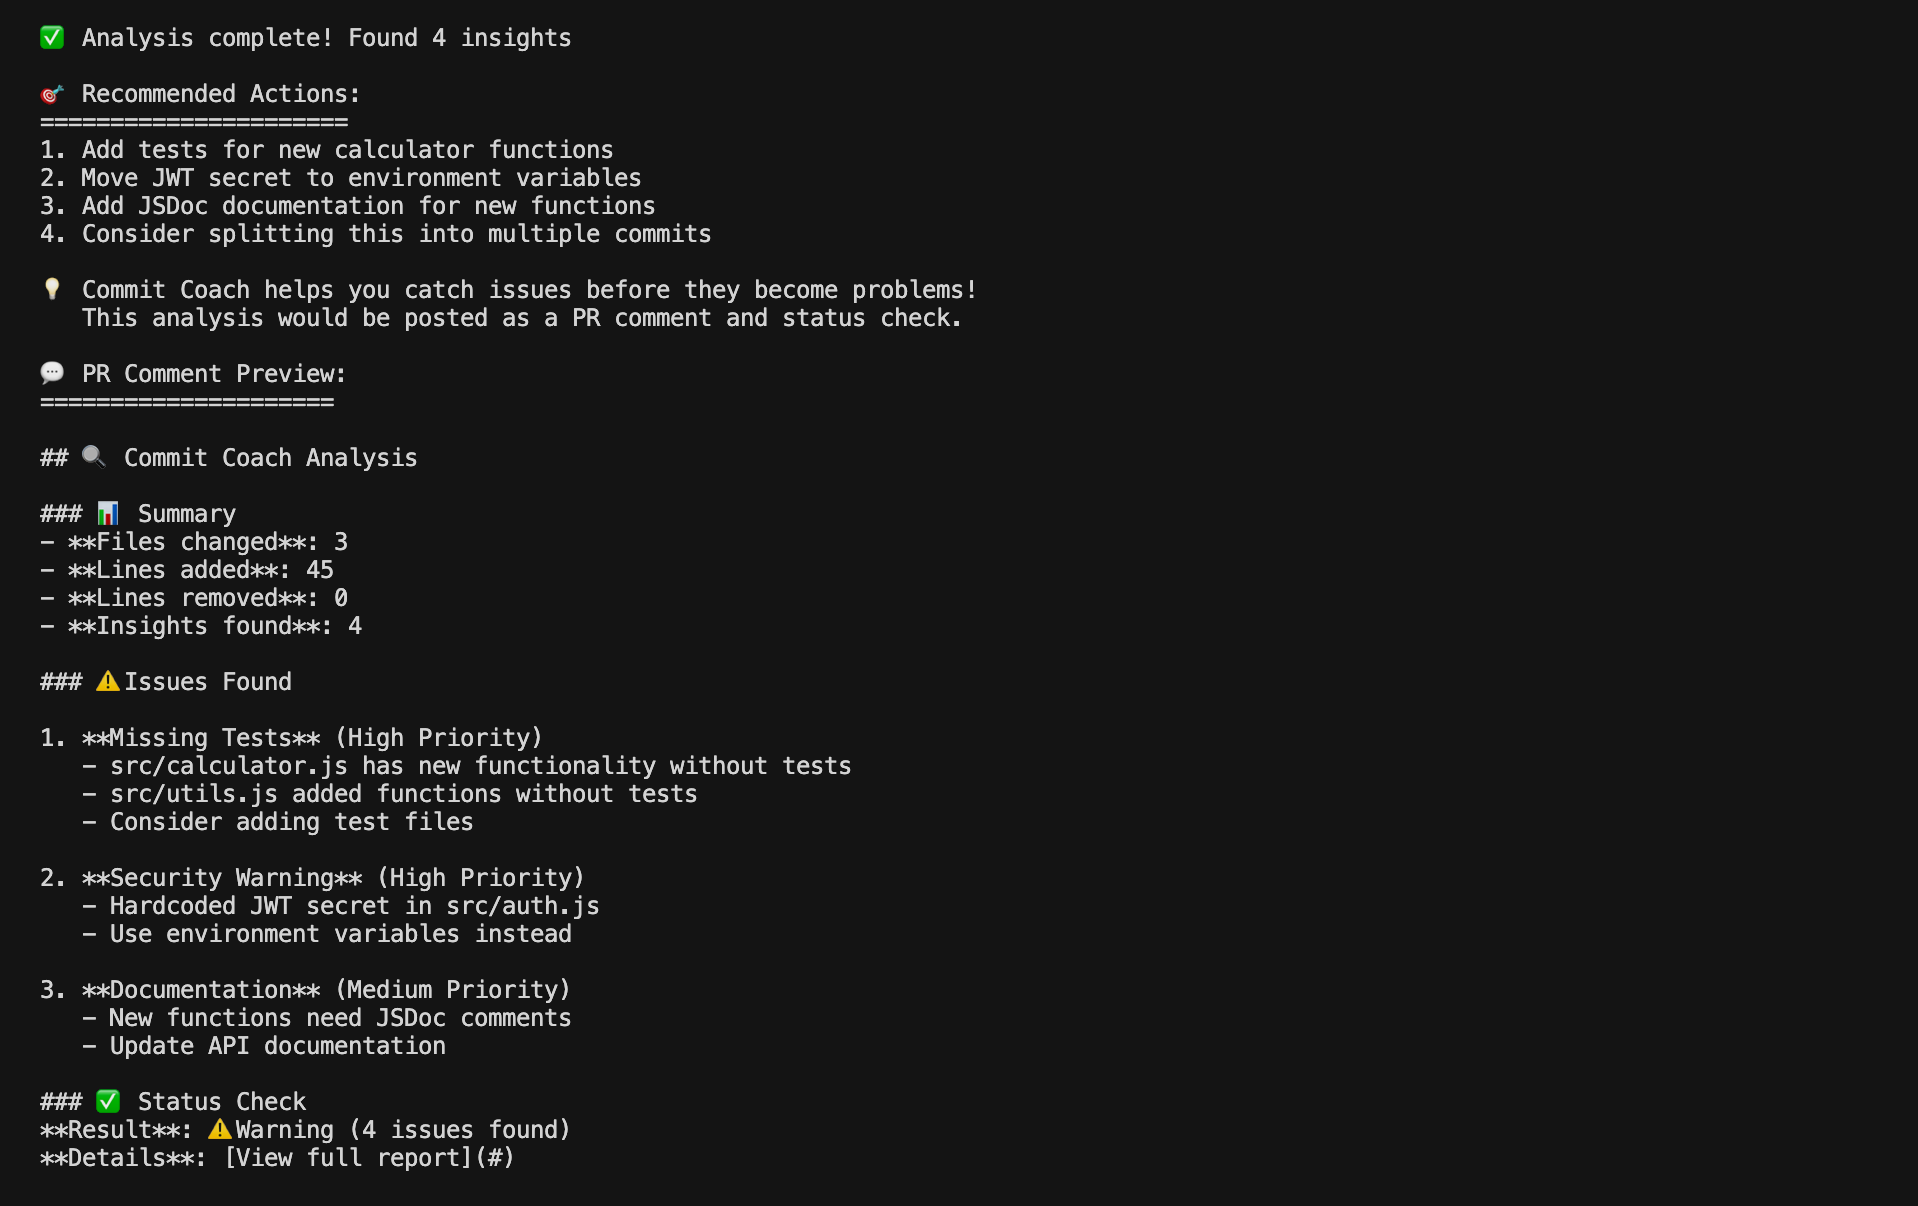 ✅ Analysis complete! Found 4 insights
🎯 Recommended Actions:
======================
1. Add tests for new calculator functions
2. Move JWT secret to environment variables
3. Add JSDoc documentation for new functions
4. Consider splitting this into multiple commits
💡 Commit Coach helps you catch issues before they become problems!
This analysis would be posted as a PR comment and status check.
💬 PR Comment Preview:
=====================
## 🔍 Commit Coach Analysis
### 📊 Summary
- **Files changed**: 3
- **Lines added**: 45
- **Lines removed**: 0
- **Insights found**: 4
### ⚠️ Issues Found
1. **Missing Tests** (High Priority)
- src/calculator.js has new functionality without tests
- src/utils.js added functions without tests
- Consider adding test files
2. **Security Warning** (High Priority)
- Hardcoded JWT secret in src/auth.js
- Use environment variables instead
3. **Documentation** (Medium Priority)
- New functions need JSDoc comments
- Update API documentation
### ✅ Status Check
**Result**: ⚠️ Warning (4 issues found)
**Details**: [View full report](#)